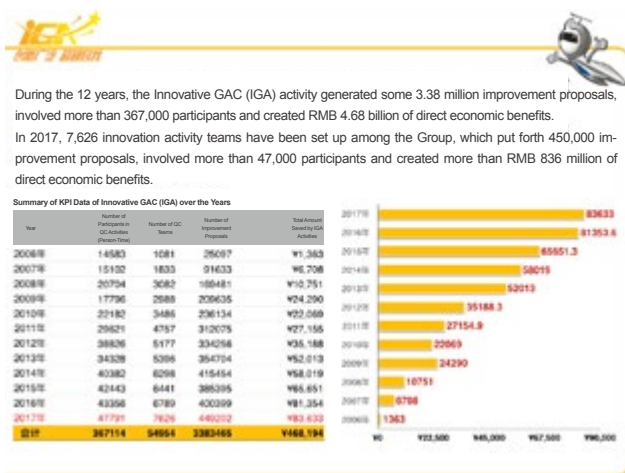 IGA
During the 12 years, the Innovative GAC (IGA) activity generated some 3.38 million improvement proposals,
involved more than 367,000 participants and created RMB 4.68 billion of direct economic benefits.
In 2017, 7,626 innovation activity teams have been set up among the Group, which put forth 450,000 im-
provement proposals, involved more than 47,000 participants and created more than RMB 836 million of
direct economic benefits.
Summary of KPI Data of Innovative GAC (IGA) over the Years
Year
Number of
Participants in
QC Activities
(Person-Time)
Number of QC
Teams
Number of
Improvement
Proposals
Total Amount
Saved by IGA
Activities
2006年 14583 1081 ¥1,363
2007年 15102 1833 91633 ¥6,708
2008年 20704 3082 169481 ¥10,751
2009年 17796 2988 209635 ¥24,290
2010年 22182 3486 236134 ¥22,069
2011年 29621 4757 312075 ¥27,155
2012年 38826 5177 334256 ¥35,188
2013年 34328 5396 354704 ¥52,013
2014年 40382 6298 415454 ¥58,019
2015年 42443 6441 385395 ¥65,651
2016年 43356 6789 400399 ¥81,354
2017年 47791 7626 449202 ¥83,633
合计 367114 54954 3383465 ¥468,194
2017年 83633
2016年 81353.6
2015年 65651.3
2014年 58019
2013年 52013
2012年 35188.3
2011年 27154.9
2010年 22069
2009年 24290
2008年 10751
2007年 6708
2006年 1363
¥0 ¥22,500 ¥45,000 ¥67,500 ¥90,000